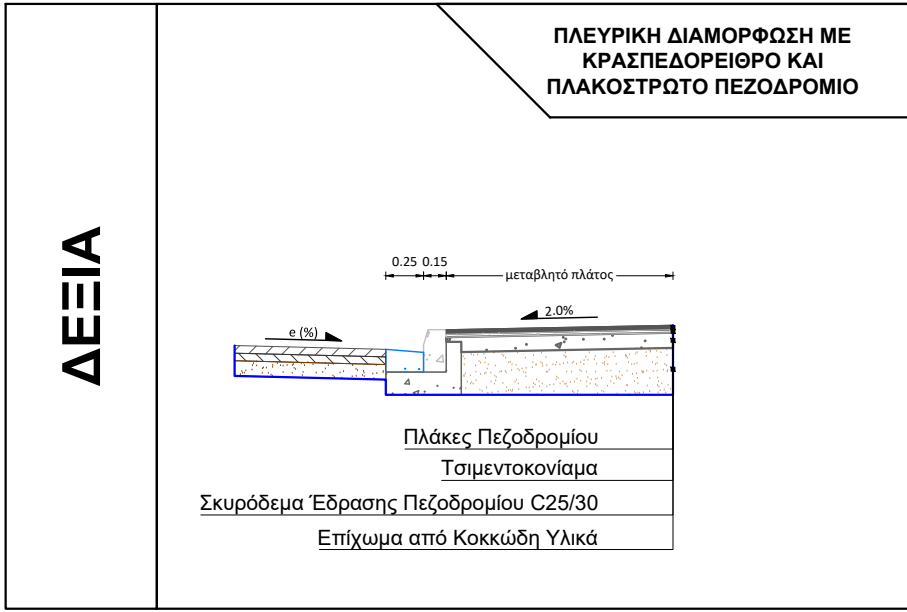 ΠΛΕΥΡΙΚΗ ΔΙΑΜΟΡΦΩΣΗ ΜΕ
ΚΡΑΣΠΕΔΟΡΕΙΘΡΟ ΚΑΙ
ΠΛΑΚΟΣΤΡΩΤΟ ΠΕΖΟΔΡΟΜΙΟ
ΔΕΞΙΑ
0.25 0.15
μεταβλητό πλάτος
2.0%
e (%)
Πλάκες Πεζοδρομίου
Τσιμεντοκονίαμα
Σκυρόδεμα Έδρασης Πεζοδρομίου C25/30
Επίχωμα από Κοκκώδη Υλικά